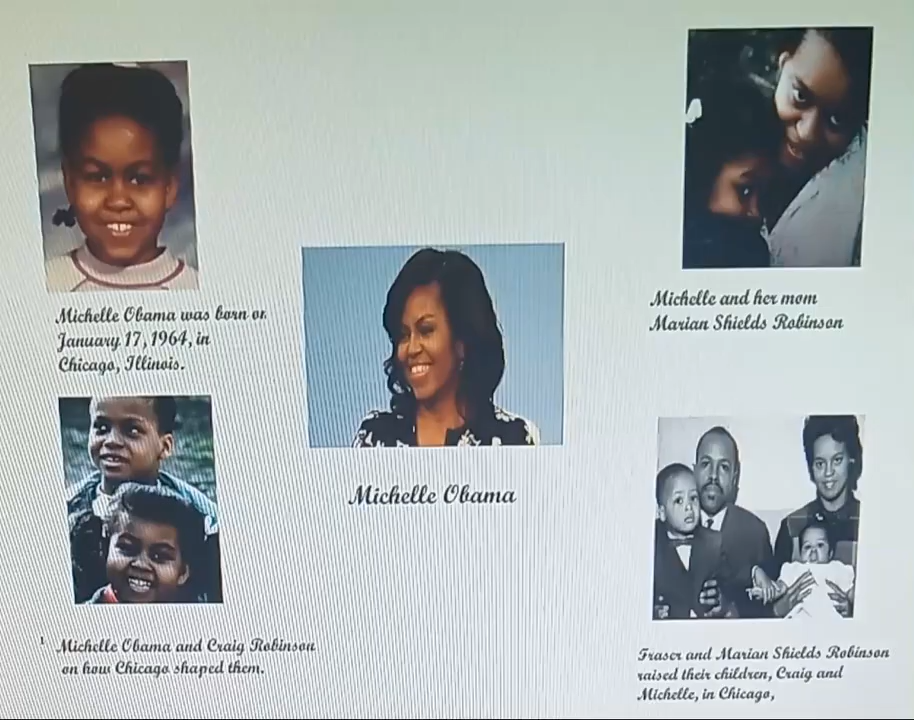 Michelle Obama was born on
January 17, 1964, in
Chicago, Illinois.
Michelle and her mom
Marian Shields Robinson
Michelle Obama
1 Michelle Obama and Craig Robinson
on how Chicago shaped them.
Fraser and Marian Shields Robinson
raised their children, Craig and
Michelle, in Chicago,